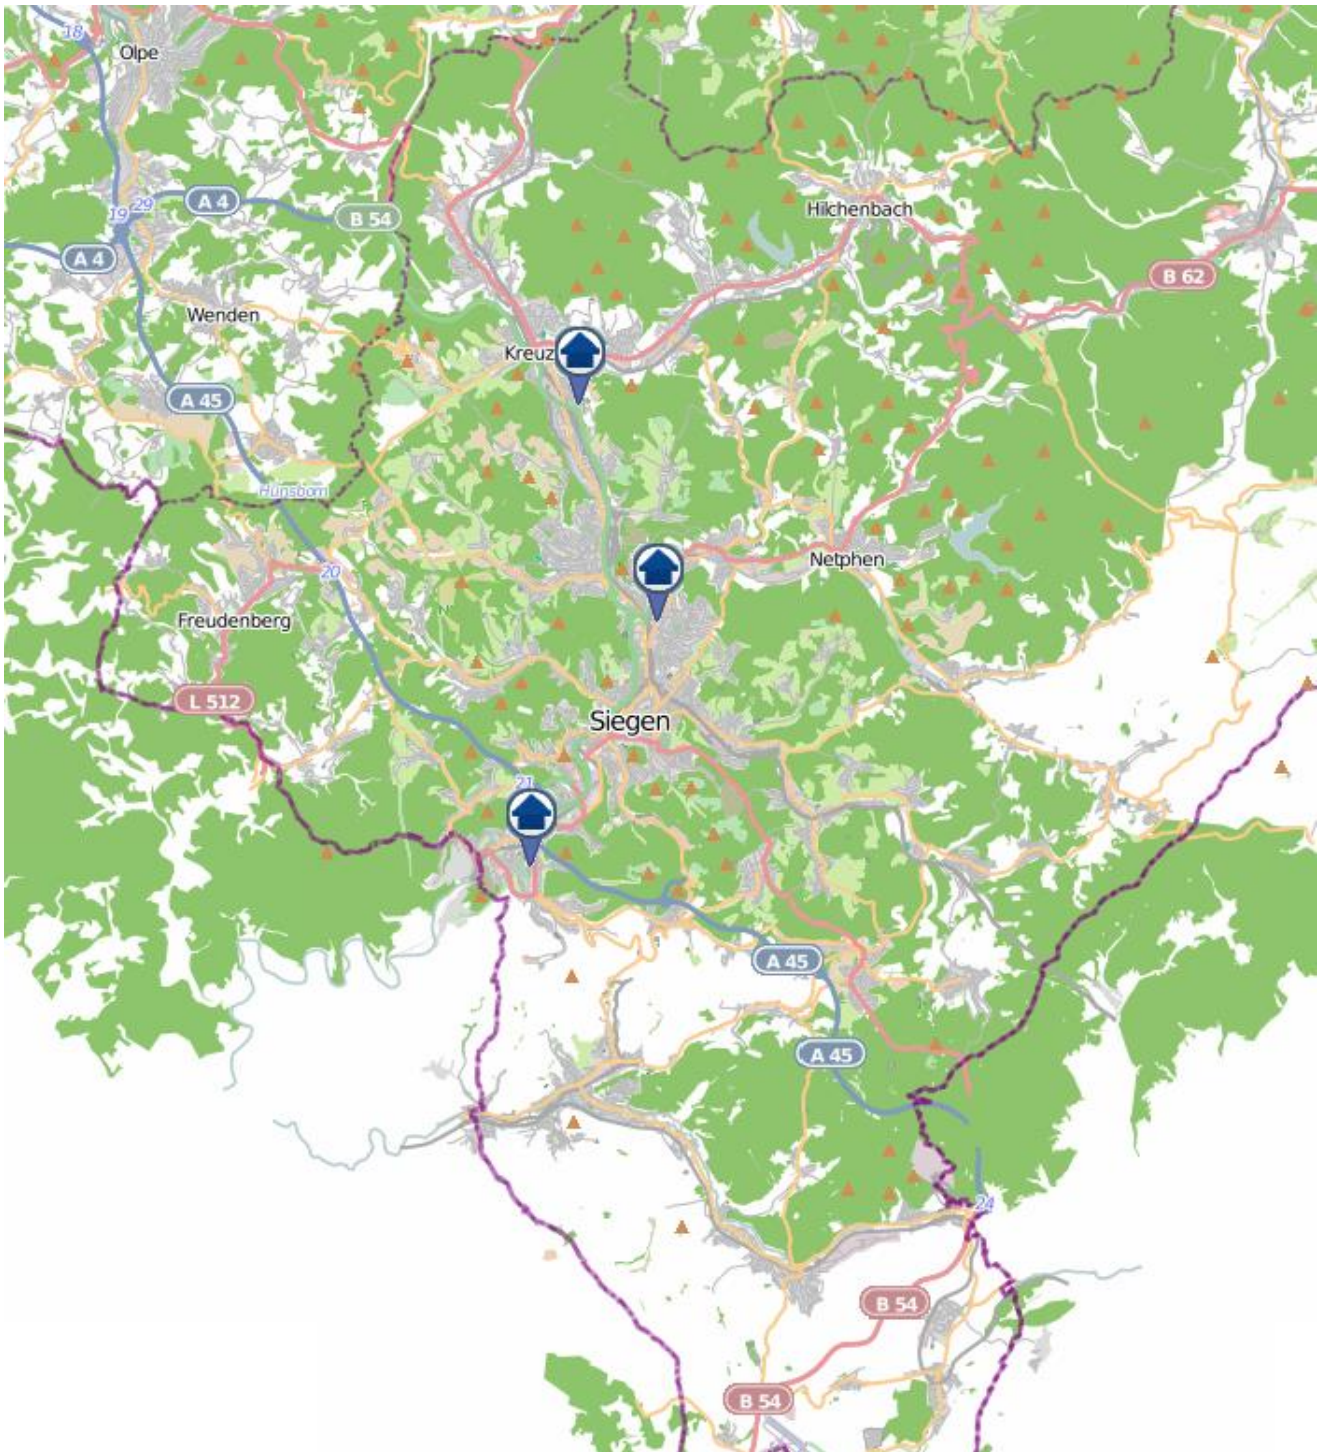 18
Olpe
29
A 4
19
B 54
Hilchenbach
A 4
B 62
Wenden
Kreuz
A 45
Hünsborn
Netphen
20
Freudenberg
L 512
Siegen
21
A 45
A 45
24
B 54
B 54